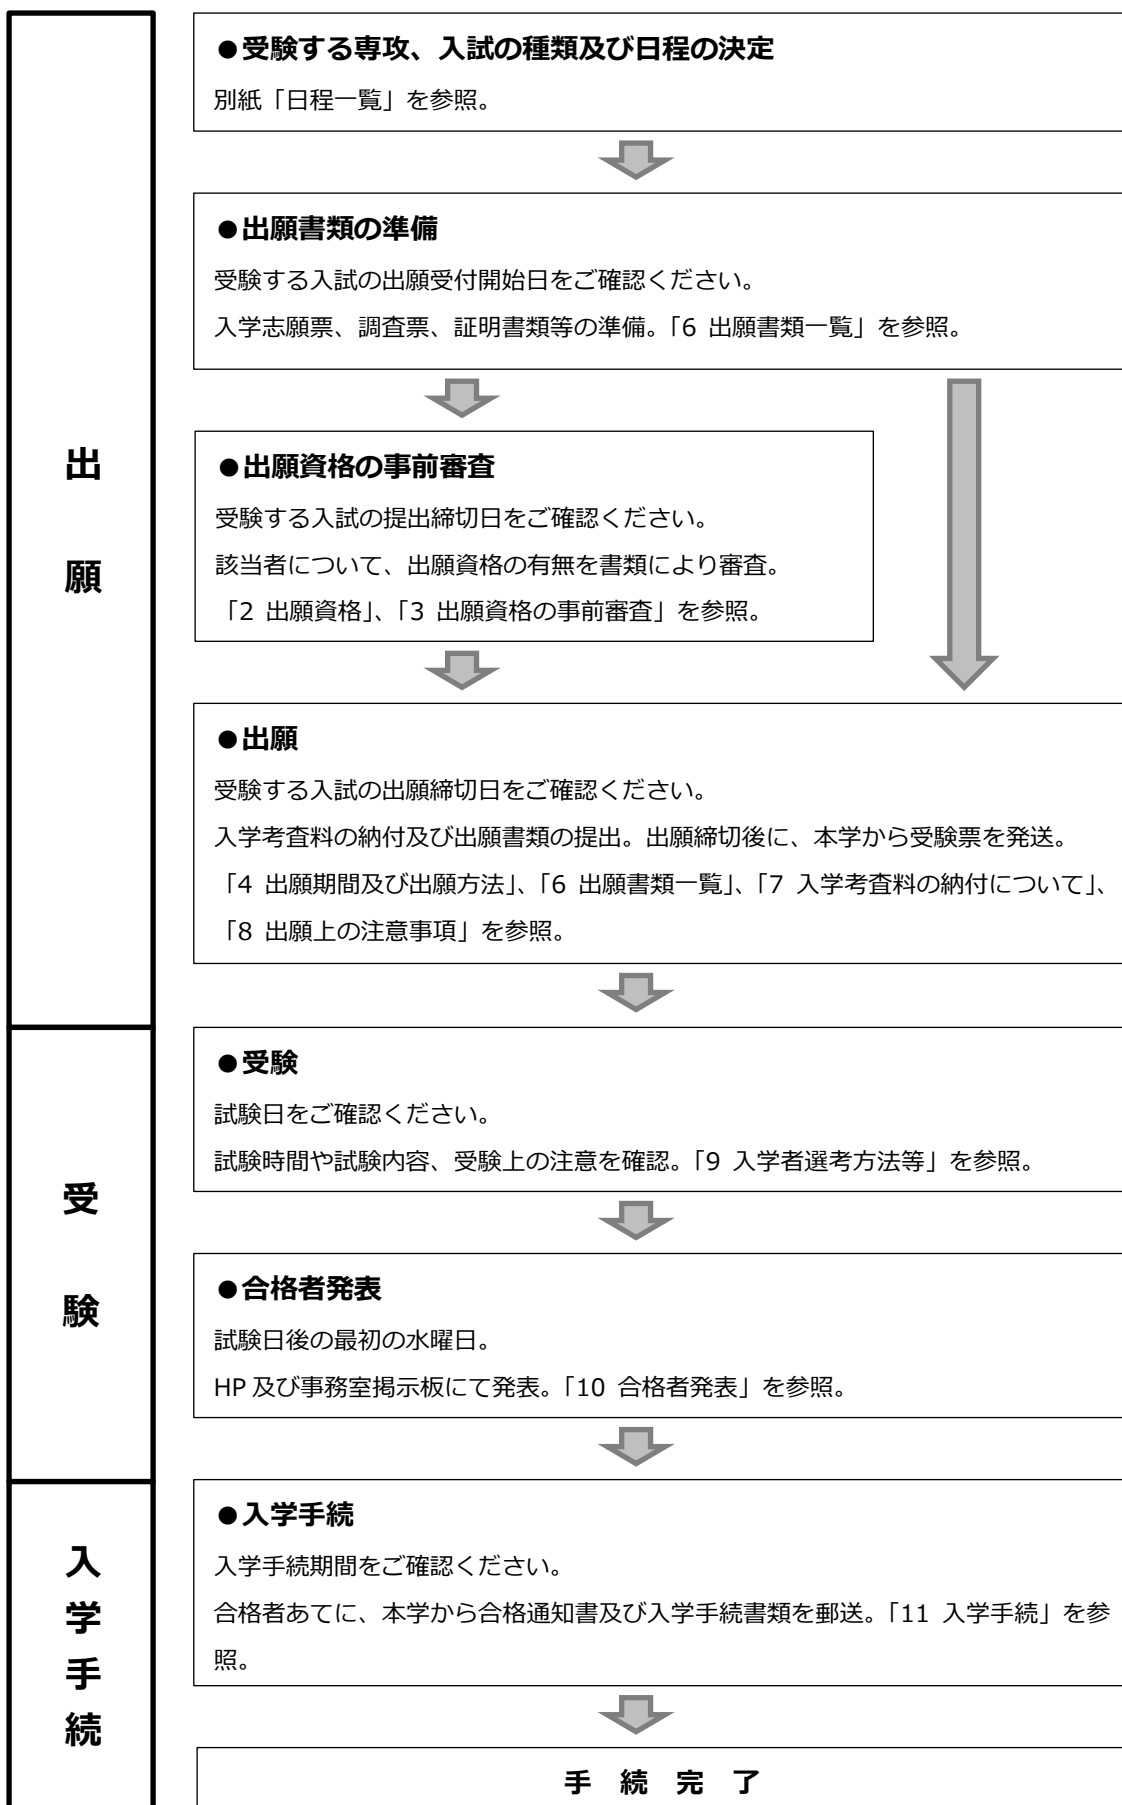 出願
●受験する専攻、入試の種類及び日程の決定
別紙「日程一覧」を参照。
●出願書類の準備
受験する入試の出願受付開始日をご確認ください。
入学志願票、調査票、証明書類等の準備。「6 出願書類一覧」を参照。
●出願資格の事前審査
受験する入試の提出締切日をご確認ください。
該当者について、出願資格の有無を書類により審査。
「2 出願資格」、「3 出願資格の事前審査」を参照。
●出願
受験する入試の出願締切日をご確認ください。
入学考査料の納付及び出願書類の提出。出願締切後に、本学から受験票を発送。
「4 出願期間及び出願方法」、「6 出願書類一覧」、「7 入学考査料の納付について」、
「8 出願上の注意事項」を参照。
受験
●受験
試験日をご確認ください。
試験時間や試験内容、受験上の注意を確認。「9 入学者選考方法等」を参照。
●合格者発表
試験日後の最初の水曜日。
HP 及び事務室掲示板にて発表。「10 合格者発表」を参照。
入学手続
●入学手続
入学手続期間をご確認ください。
合格者あてに、本学から合格通知書及び入学手続書類を郵送。「11 入学手続」を参
照。
手 続 完 了